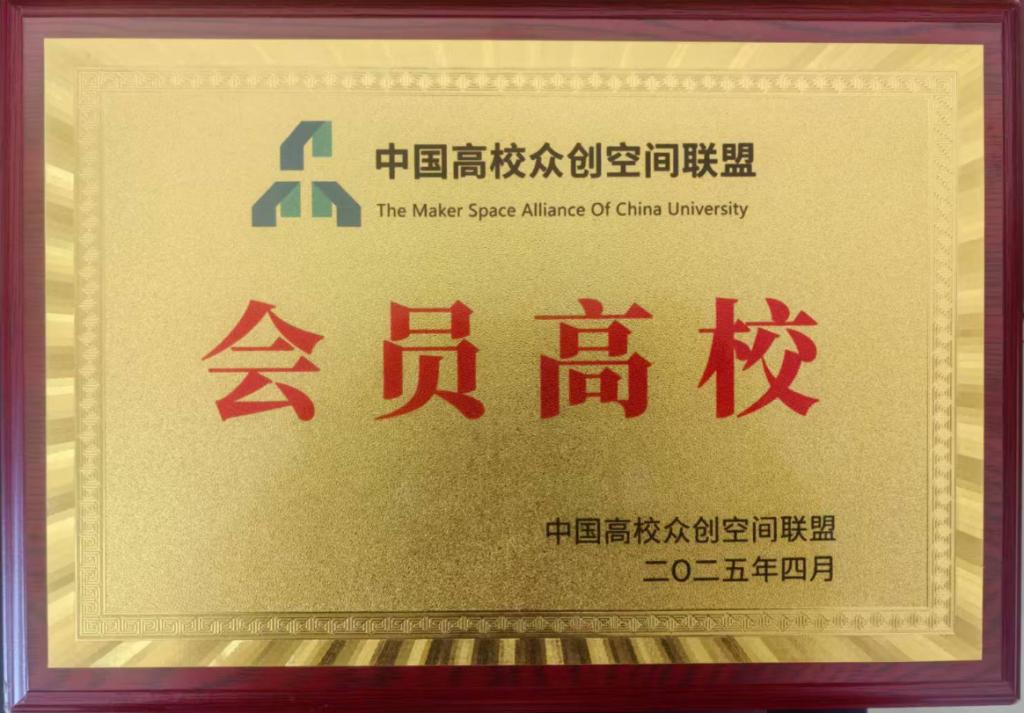 中国高校众创空间联盟
The Maker Space Alliance Of China University
会员高校
中国高校众创空间联盟
二〇二五年四月